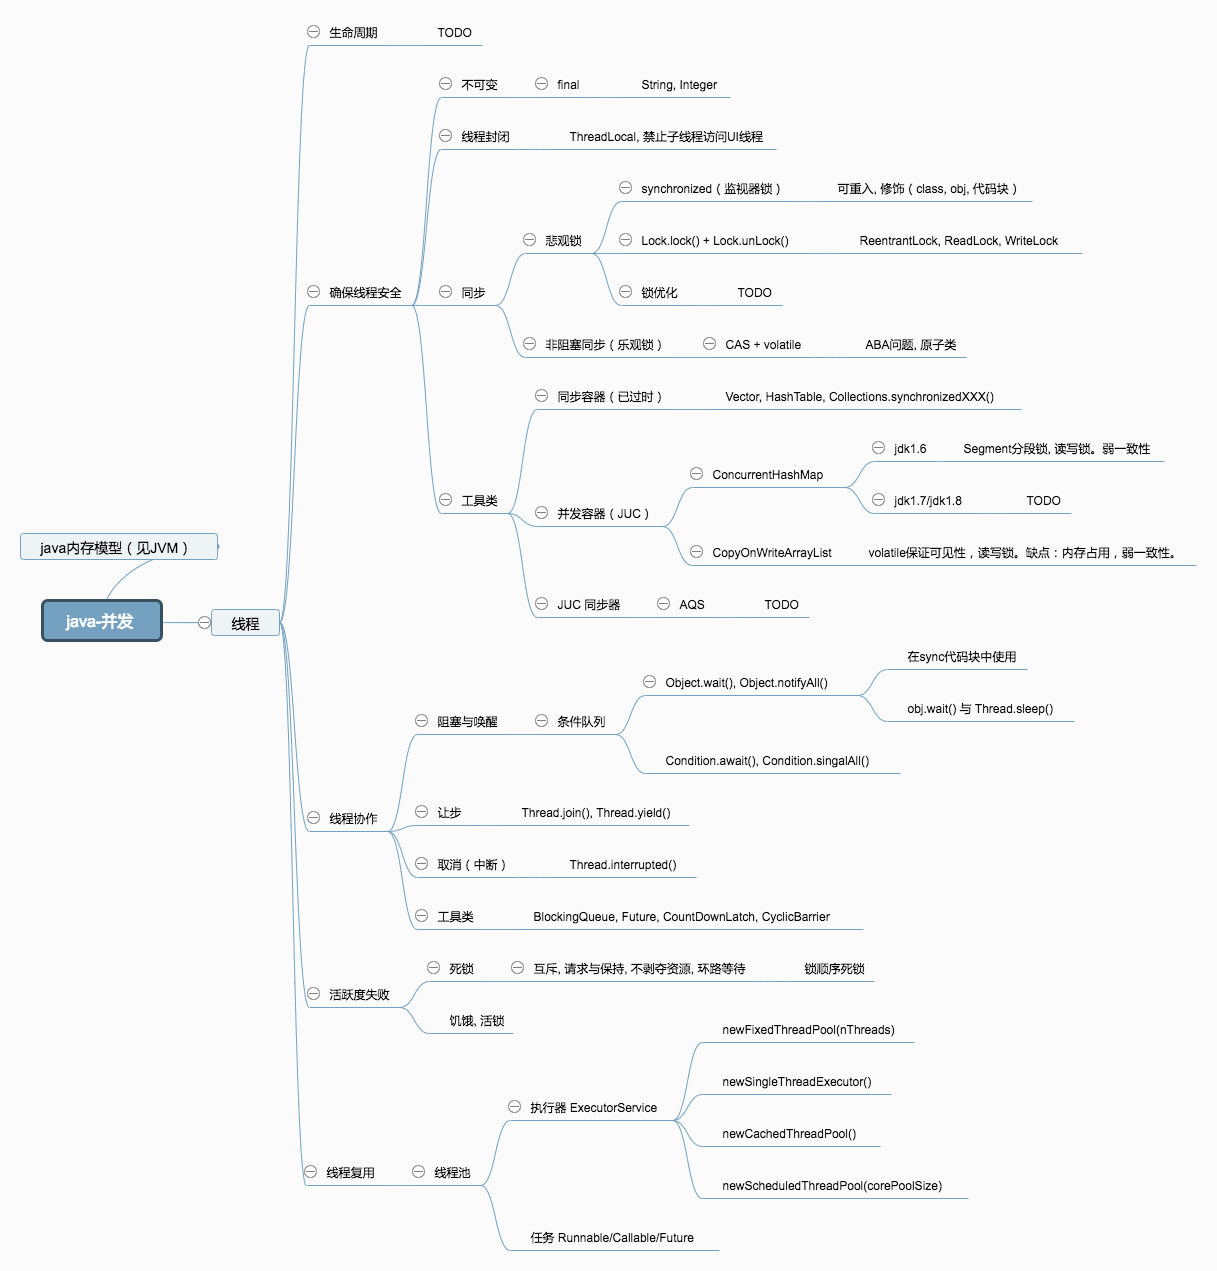 生命周期
TODO
不可变
final
String, Integer
线程封闭
ThreadLocal, 禁止子线程访问UI线程
synchronized（监视器锁）
可重入, 修饰（class, obj, 代码块）
悲观锁
Lock.lock() + Lock.unLock()
ReentrantLock, ReadLock, WriteLock
确保线程安全
同步
锁优化
TODO
非阻塞同步（乐观锁）
CAS + volatile
ABA问题, 原子类
同步容器（已过时）
Vector, HashTable, Collections.synchronizedXXX()
jdk1.6
Segment分段锁, 读写锁。弱一致性
ConcurrentHashMap
工具类
jdk1.7/jdk1.8
TODO
并发容器（JUC）
java内存模型（见JVM）
CopyOnWriteArrayList
volatile保证可见性，读写锁。缺点：内存占用，弱一致性。
JUC 同步器
AQS
TODO
java-并发
线程
在sync代码块中使用
Object.wait(), Object.notifyAll()
obj.wait() 与 Thread.sleep()
阻塞与唤醒
条件队列
Condition.await(), Condition.singalAll()
线程协作
让步
Thread.join(), Thread.yield()
取消（中断）
Thread.interrupted()
工具类
BlockingQueue, Future, CountDownLatch, CyclicBarrier
死锁
互斥, 请求与保持, 不剥夺资源, 环路等待
锁顺序死锁
活跃度失败
饥饿, 活锁
newFixedThreadPool(nThreads)
newSingleThreadExecutor()
执行器 ExecutorService
newCachedThreadPool()
线程复用
线程池
newScheduledThreadPool(corePoolSize)
任务 Runnable/Callable/Future